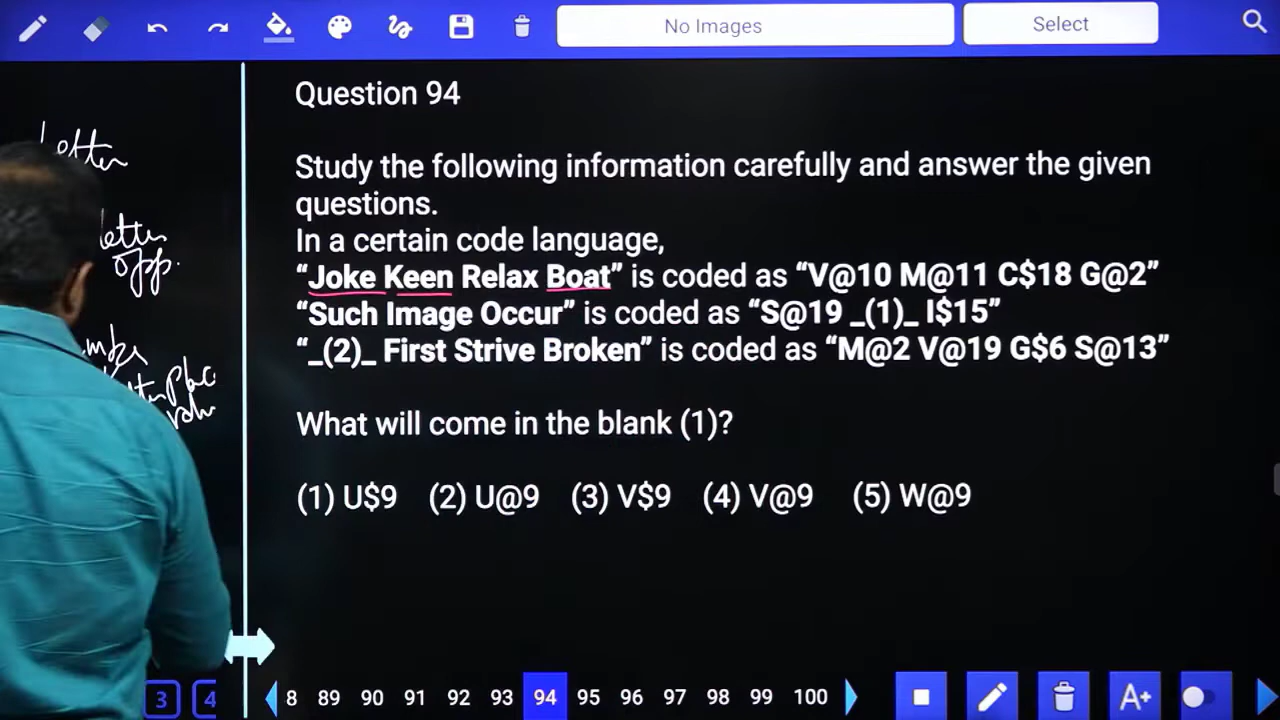 No Images
Select
Letter
letter
opp.
Question 94
Study the following information carefully and answer the given
questions.
In a certain code language,
“Joke Keen Relax Boat” is coded as “V@10 M@11 C$18 G@2”
“Such Image Occur” is coded as “S@19 _(1)_ I$15”
“_(2)_ First Strive Broken” is coded as “M@2 V@19 G$6 S@13”
What will come in the blank (1)?
(1) U$9 (2) U@9 (3) V$9 (4) V@9 (5) W@9
3 4 8 89 90 91 92 93 94 95 96 97 98 99 100 A+